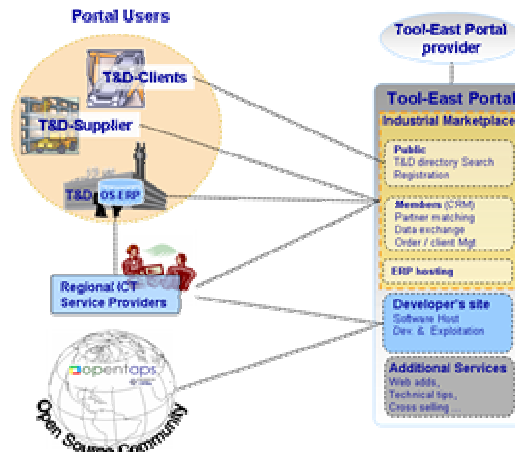 Portal Users
T&D-Clients
T&D-Supplier
T&D
OS ERP
Regional ICT
Service Providers
opentaps
Open Source Community
Tool-East Portal
provider
Tool-East Portal
Industrial Marketplace
Public
T&D directory Search
Registration
Members (CRM)
Partner matching
Data exchange
Order / client Mgt
ERP hosting
Developer's site
Software Host
Dev. & Exploitation
Additional Services
Web adds,
Technical tips,
Cross selling ...